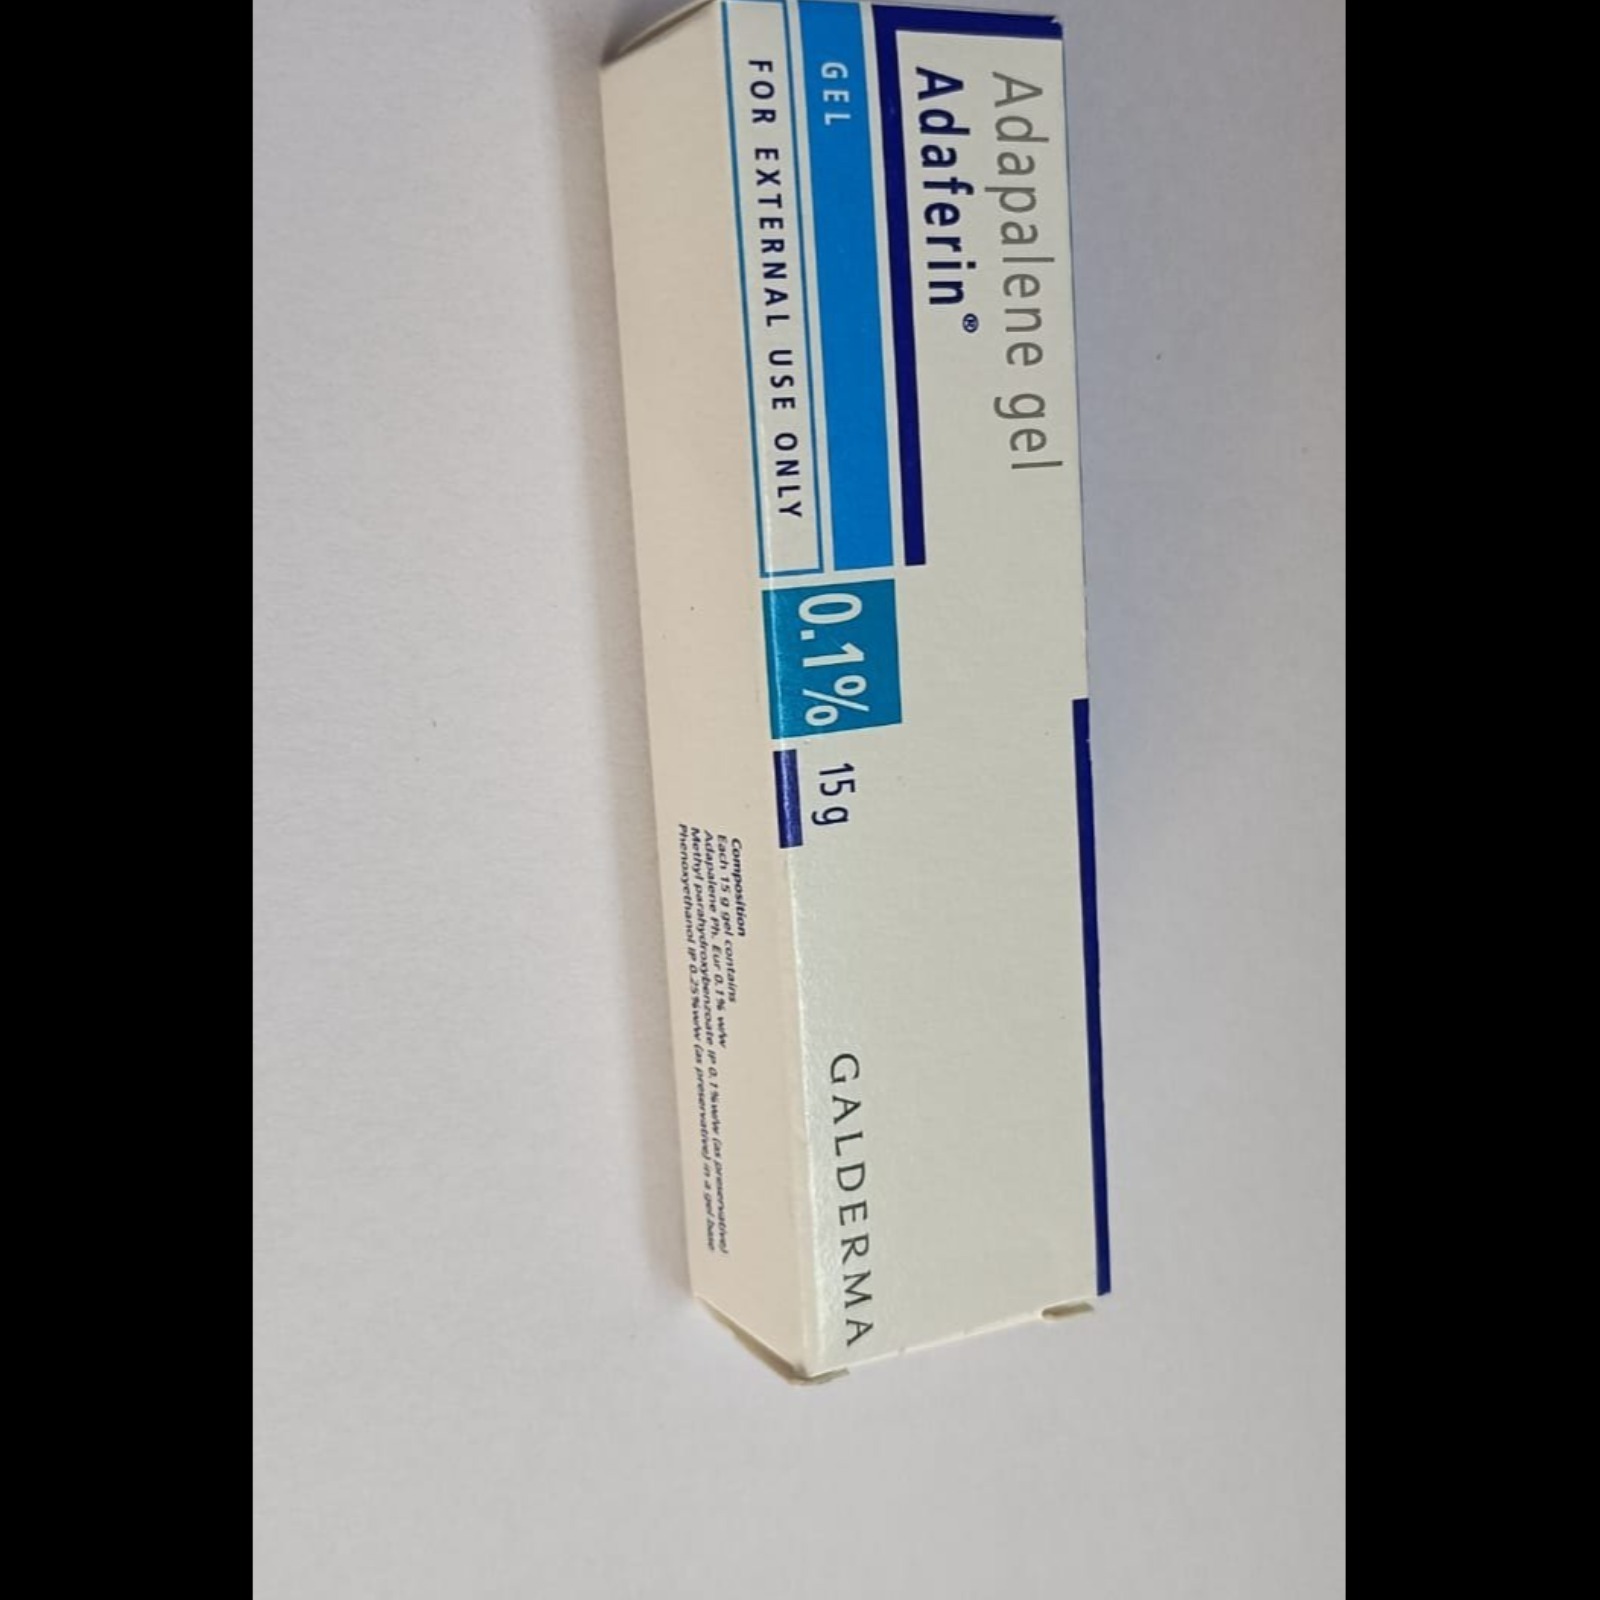 Adapalene gel
Adaferin®
GEL
FOR EXTERNAL USE ONLY
0.1%
15 g
GALDERMA
Composition
Each 15 g gel contains
Adapalene Ph. Eur 0.1% w/w
Methyl parahydroxybenzoate IP 0.1%w/w (as preservative)
Phenoxyethanol IP 0.25%w/w (as preservative) in a gel base